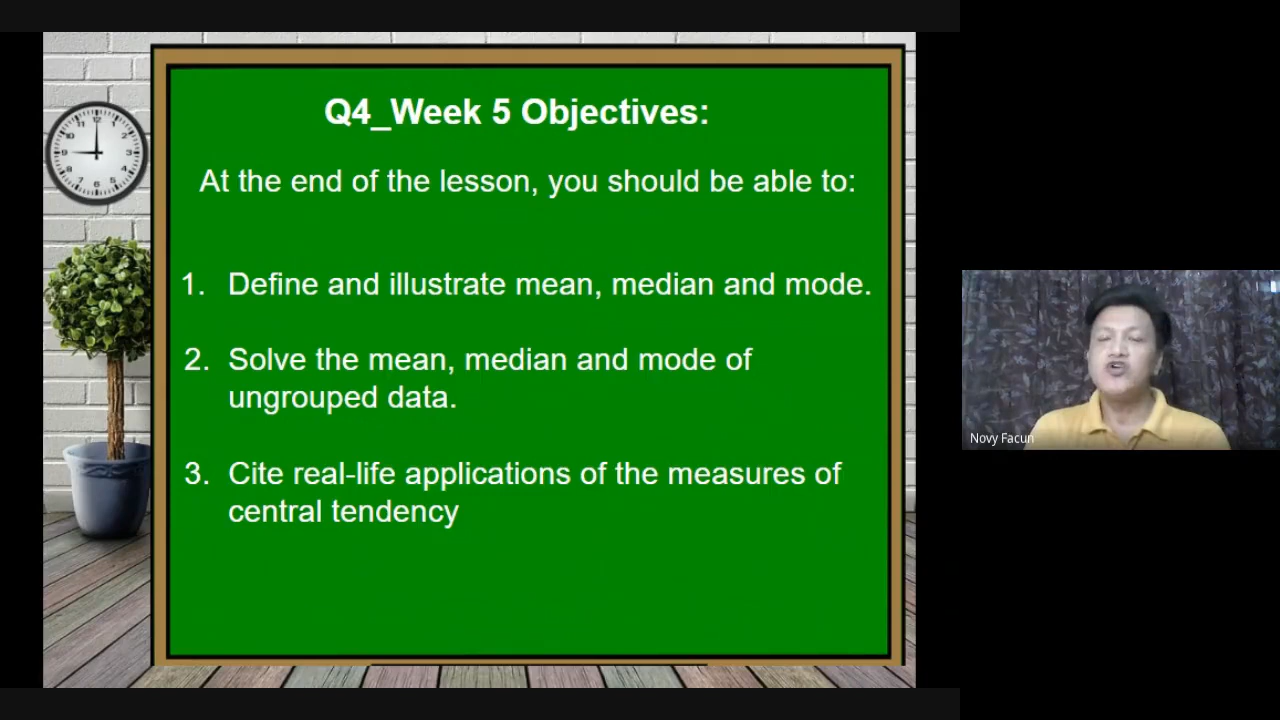 Q4_Week 5 Objectives:
At the end of the lesson, you should be able to:
1. Define and illustrate mean, median and mode.
2. Solve the mean, median and mode of
ungrouped data.
3. Cite real-life applications of the measures of
central tendency
Novy Facun